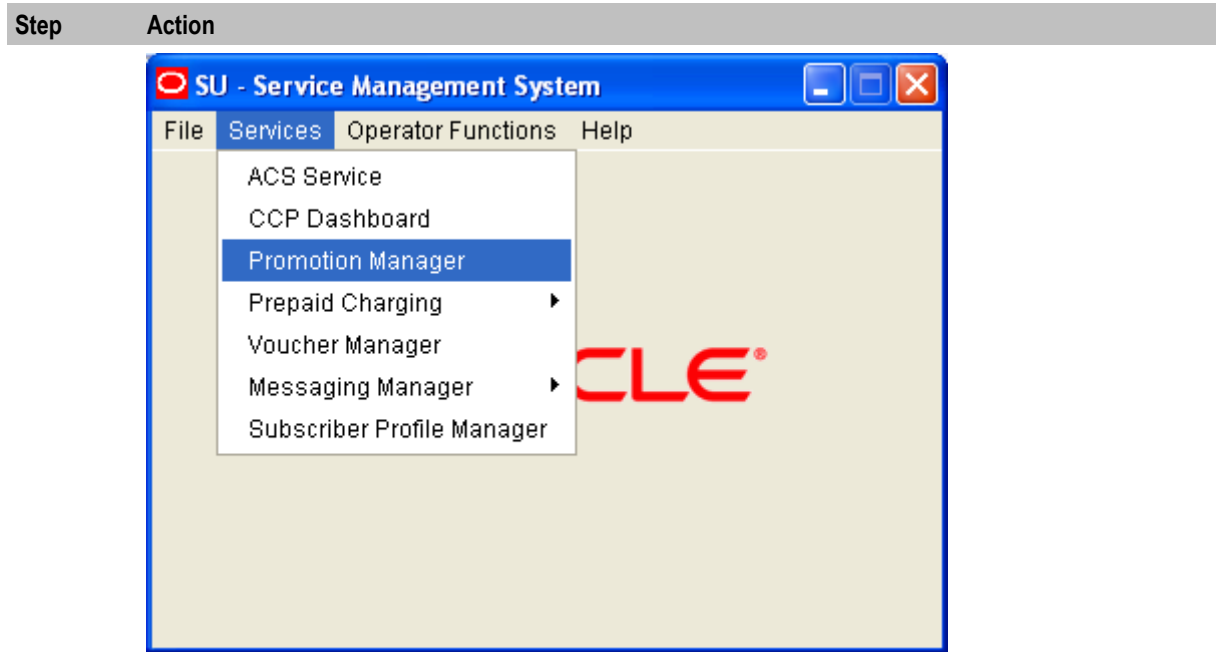 Step Action
SU - Service Management System
File Services Operator Functions Help
ACS Service
CCP Dashboard
Promotion Manager
Prepaid Charging
Voucher Manager
CLE®
Messaging Manager
Subscriber Profile Manager